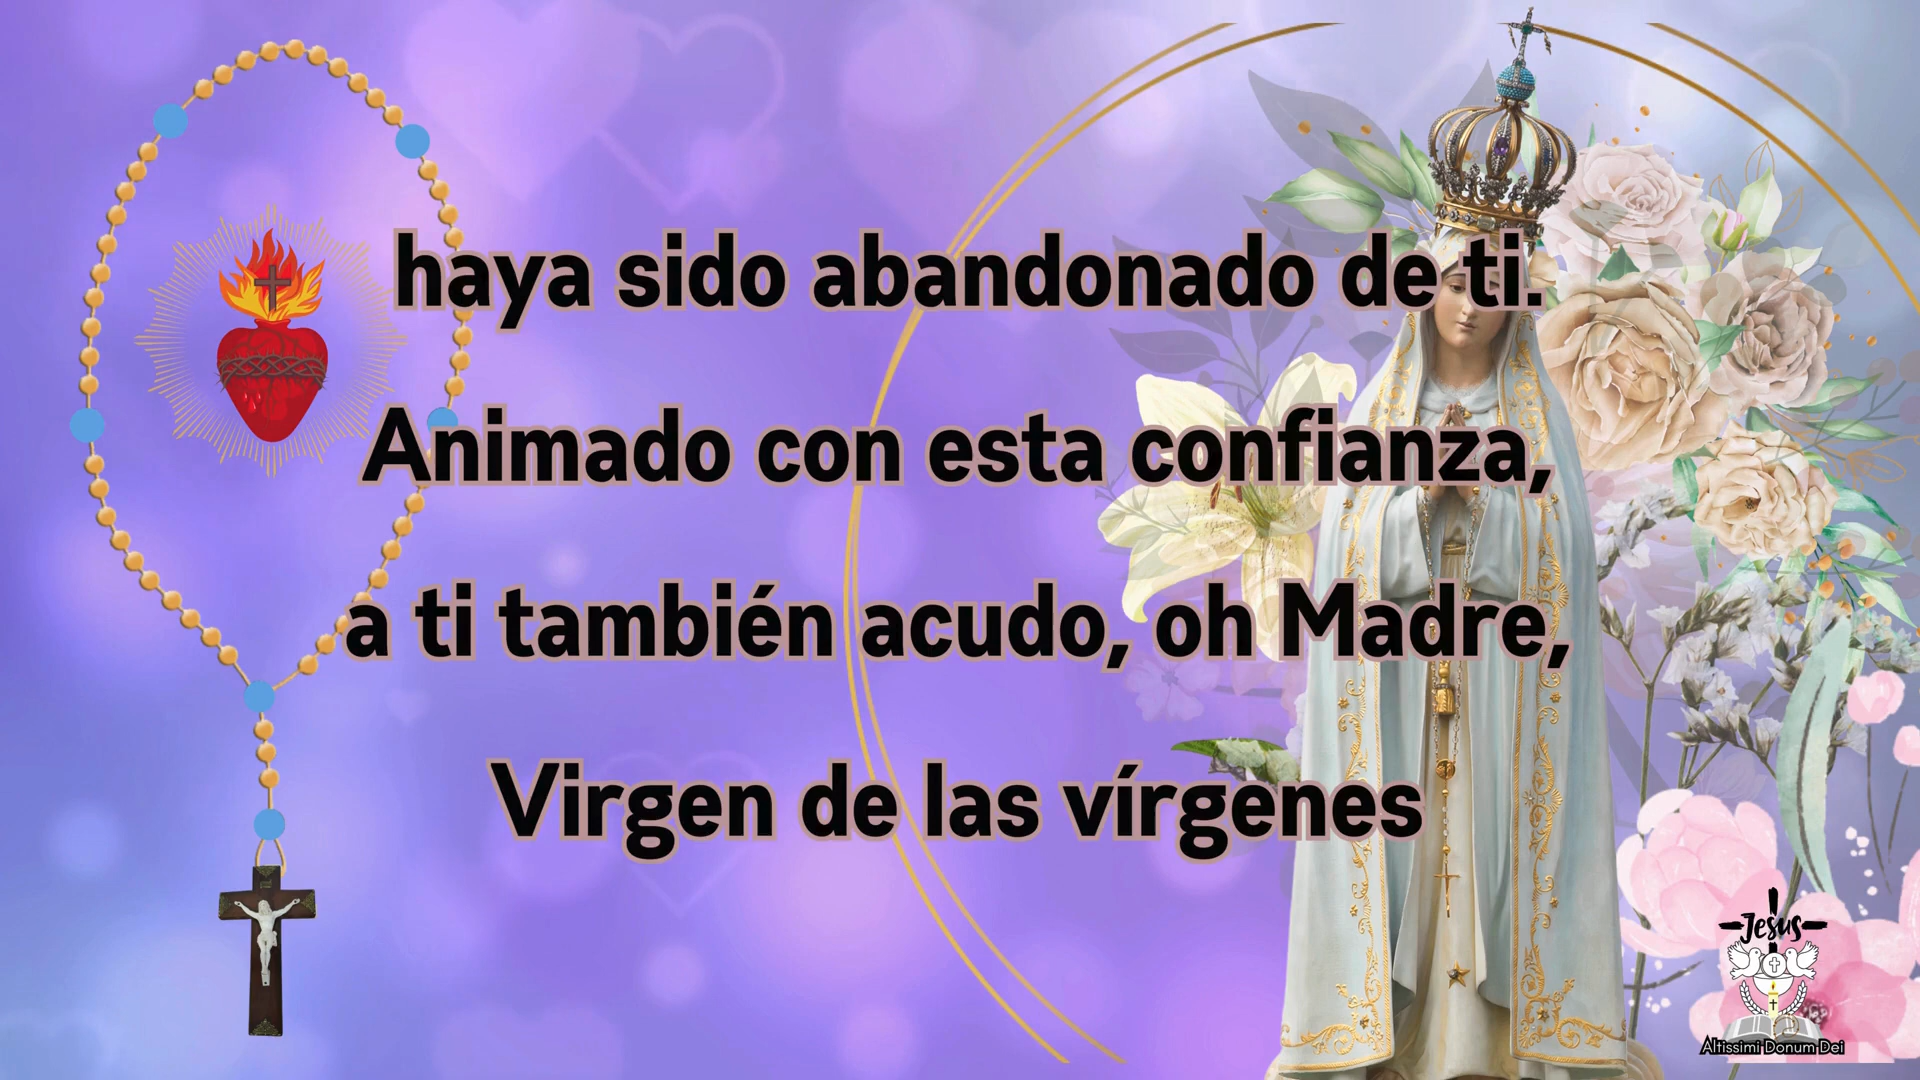 haya sido abandonado de ti.
Animado con esta confianza,
a ti también acudo, oh Madre,
Virgen de las vírgenes
Jesus
Altissimi Donum Dei